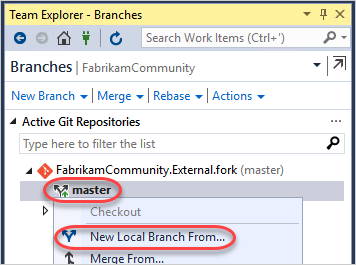 Team Explorer - Branches
Search Work Items (Ctrl+')
Branches | FabrikamCommunity
New Branch | Merge | Rebase | Actions
Active Git Repositories
Type here to filter the list
FabrikamCommunity.External.fork (master)
master
Checkout
New Local Branch From...
Merge From...